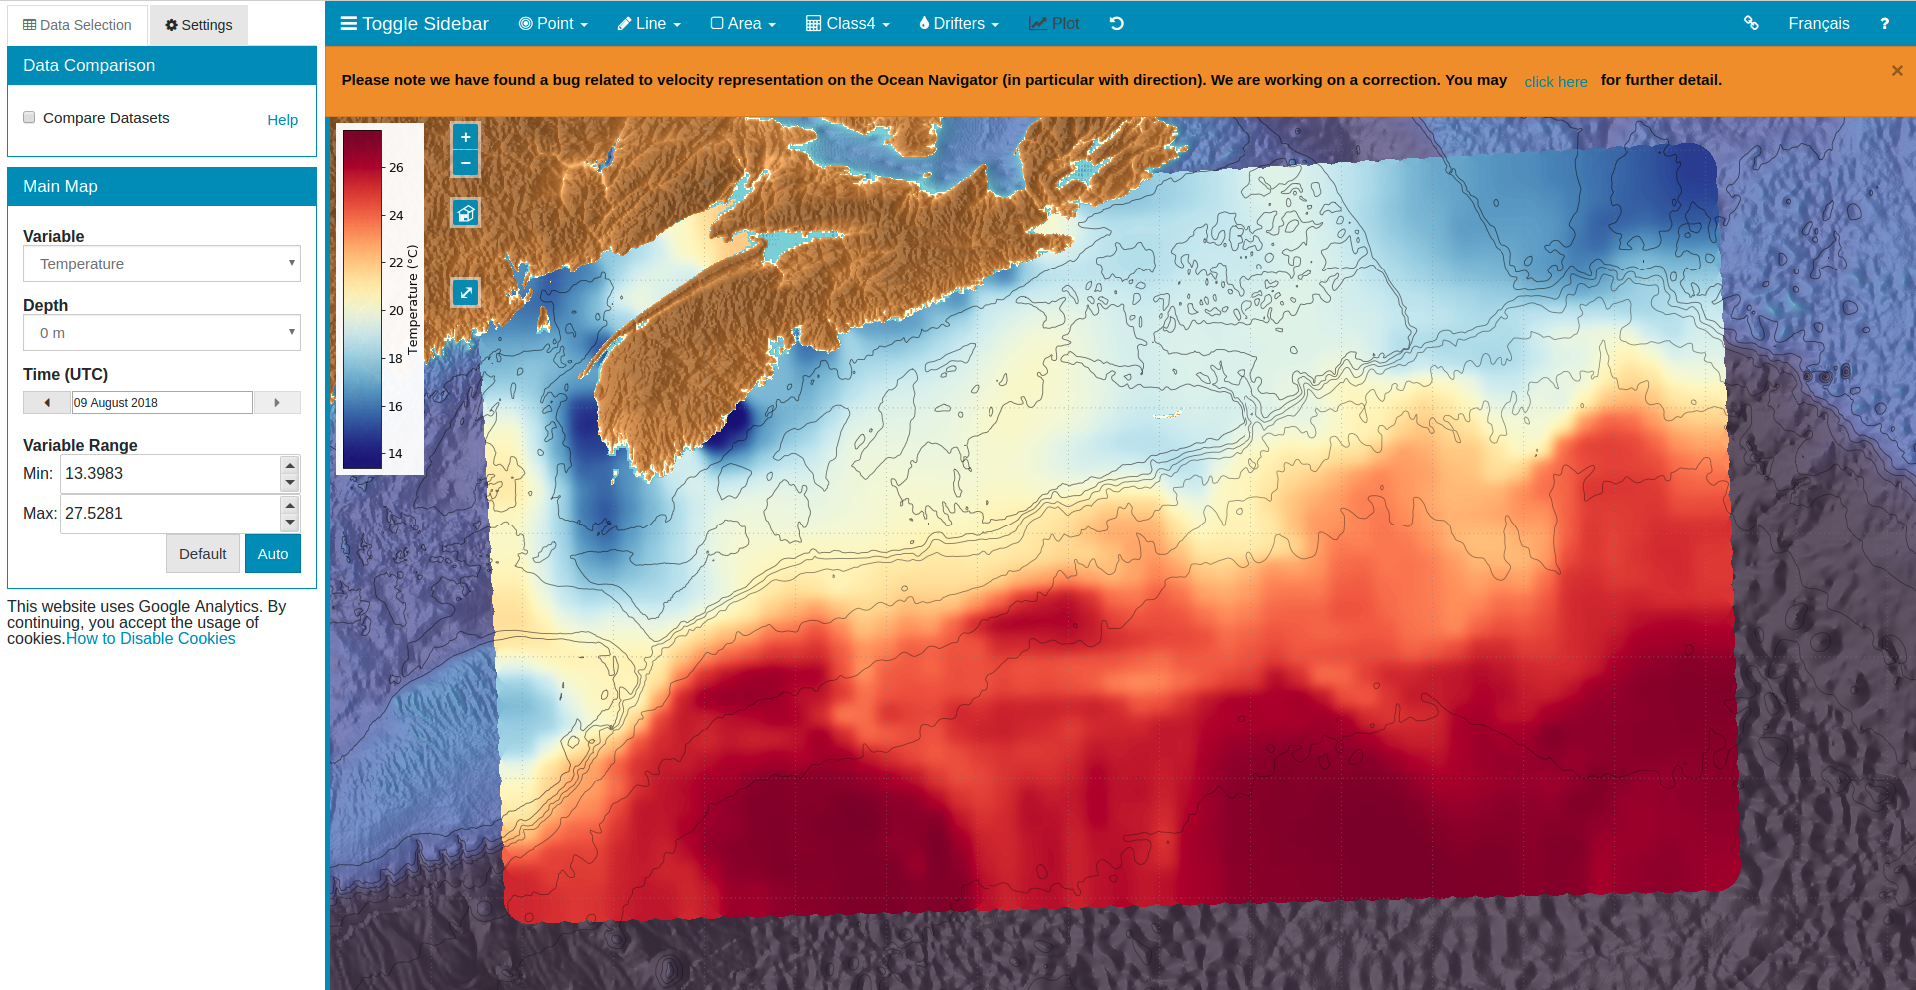 Data Selection
Settings
Toggle Sidebar
Point
Line
Area
Class4
Drifters
Plot
Français
?
Data Comparison
Compare Datasets
Help
Please note we have found a bug related to velocity representation on the Ocean Navigator (in particular with direction). We are working on a correction. You may click here for further detail.
×
Main Map
Variable
Temperature
Depth
0 m
Time (UTC)
09 August 2018
Variable Range
Min: 13.3983
Max: 27.5281
Default
Auto
This website uses Google Analytics. By
continuing, you accept the usage of
cookies.How to Disable Cookies
26
24
22
20
18
16
14
Temperature (°C)
+
−